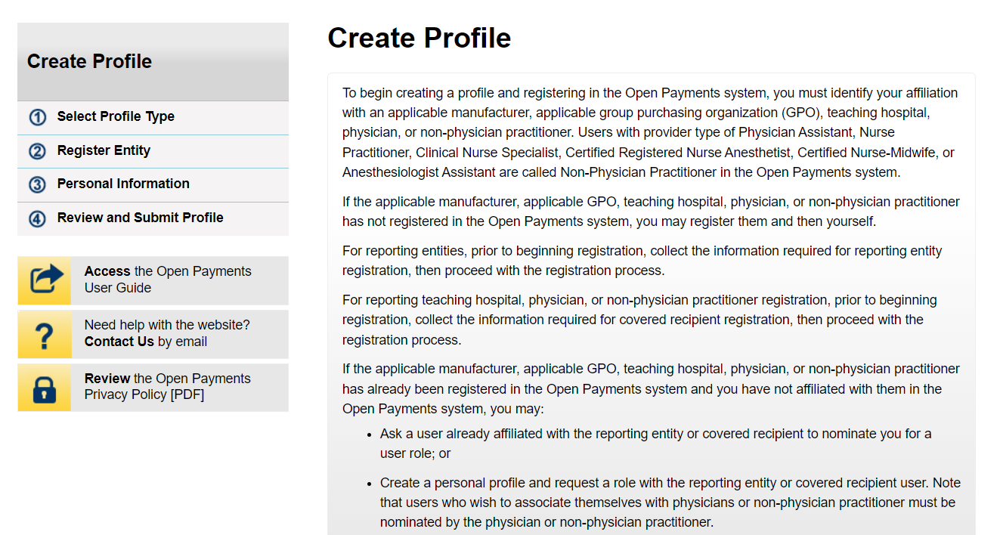 Create Profile
1 Select Profile Type
2 Register Entity
3 Personal Information
4 Review and Submit Profile
Access the Open Payments
User Guide
? Need help with the website?
Contact Us by email
Review the Open Payments
Privacy Policy [PDF]
Create Profile
To begin creating a profile and registering in the Open Payments system, you must identify your affiliation
with an applicable manufacturer, applicable group purchasing organization (GPO), teaching hospital,
physician, or non-physician practitioner. Users with provider type of Physician Assistant, Nurse
Practitioner, Clinical Nurse Specialist, Certified Registered Nurse Anesthetist, Certified Nurse-Midwife, or
Anesthesiologist Assistant are called Non-Physician Practitioner in the Open Payments system.
If the applicable manufacturer, applicable GPO, teaching hospital, physician, or non-physician practitioner
has not registered in the Open Payments system, you may register them and then yourself.
For reporting entities, prior to beginning registration, collect the information required for reporting entity
registration, then proceed with the registration process.
For reporting teaching hospital, physician, or non-physician practitioner registration, prior to beginning
registration, collect the information required for covered recipient registration, then proceed with the
registration process.
If the applicable manufacturer, applicable GPO, teaching hospital, physician, or non-physician practitioner
has already been registered in the Open Payments system and you have not affiliated with them in the
Open Payments system, you may:
• Ask a user already affiliated with the reporting entity or covered recipient to nominate you for a
user role; or
• Create a personal profile and request a role with the reporting entity or covered recipient user. Note
that users who wish to associate themselves with physicians or non-physician practitioner must be
nominated by the physician or non-physician practitioner.